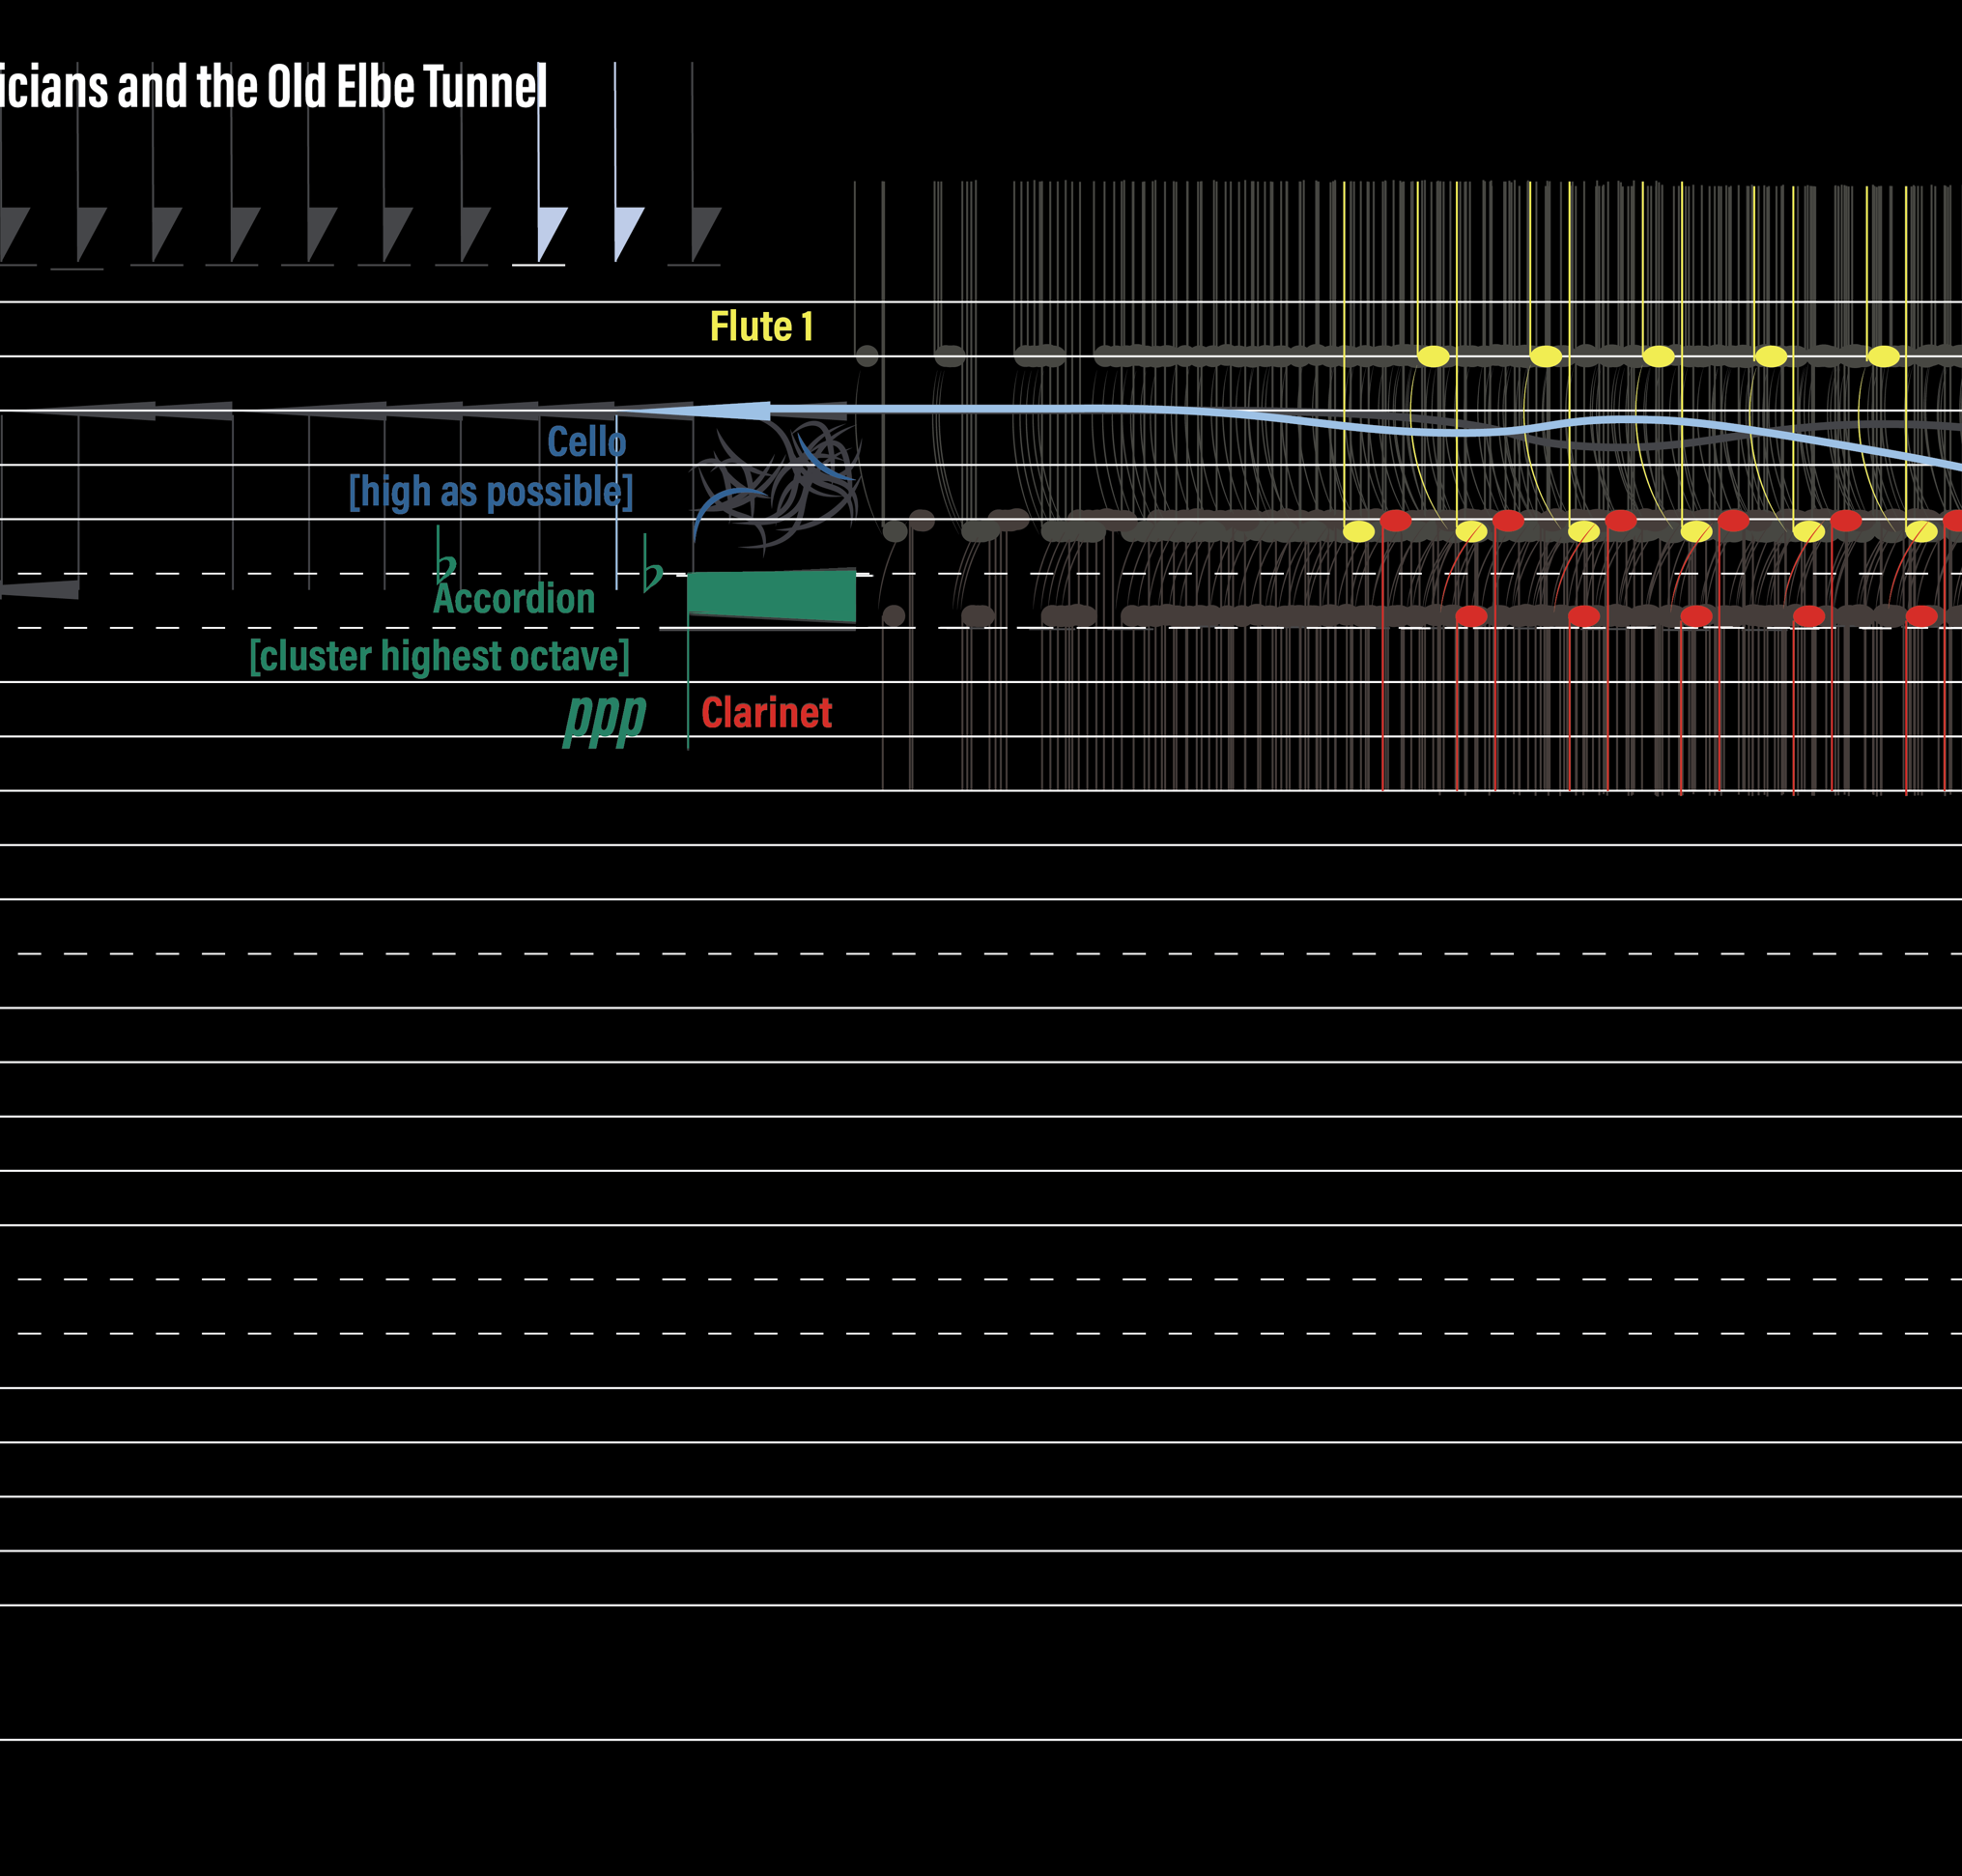 icians and the Old Elbe Tunnel
Flute 1
Cello
[high as possible]
Accordion
[cluster highest octave]
ppp
Clarinet